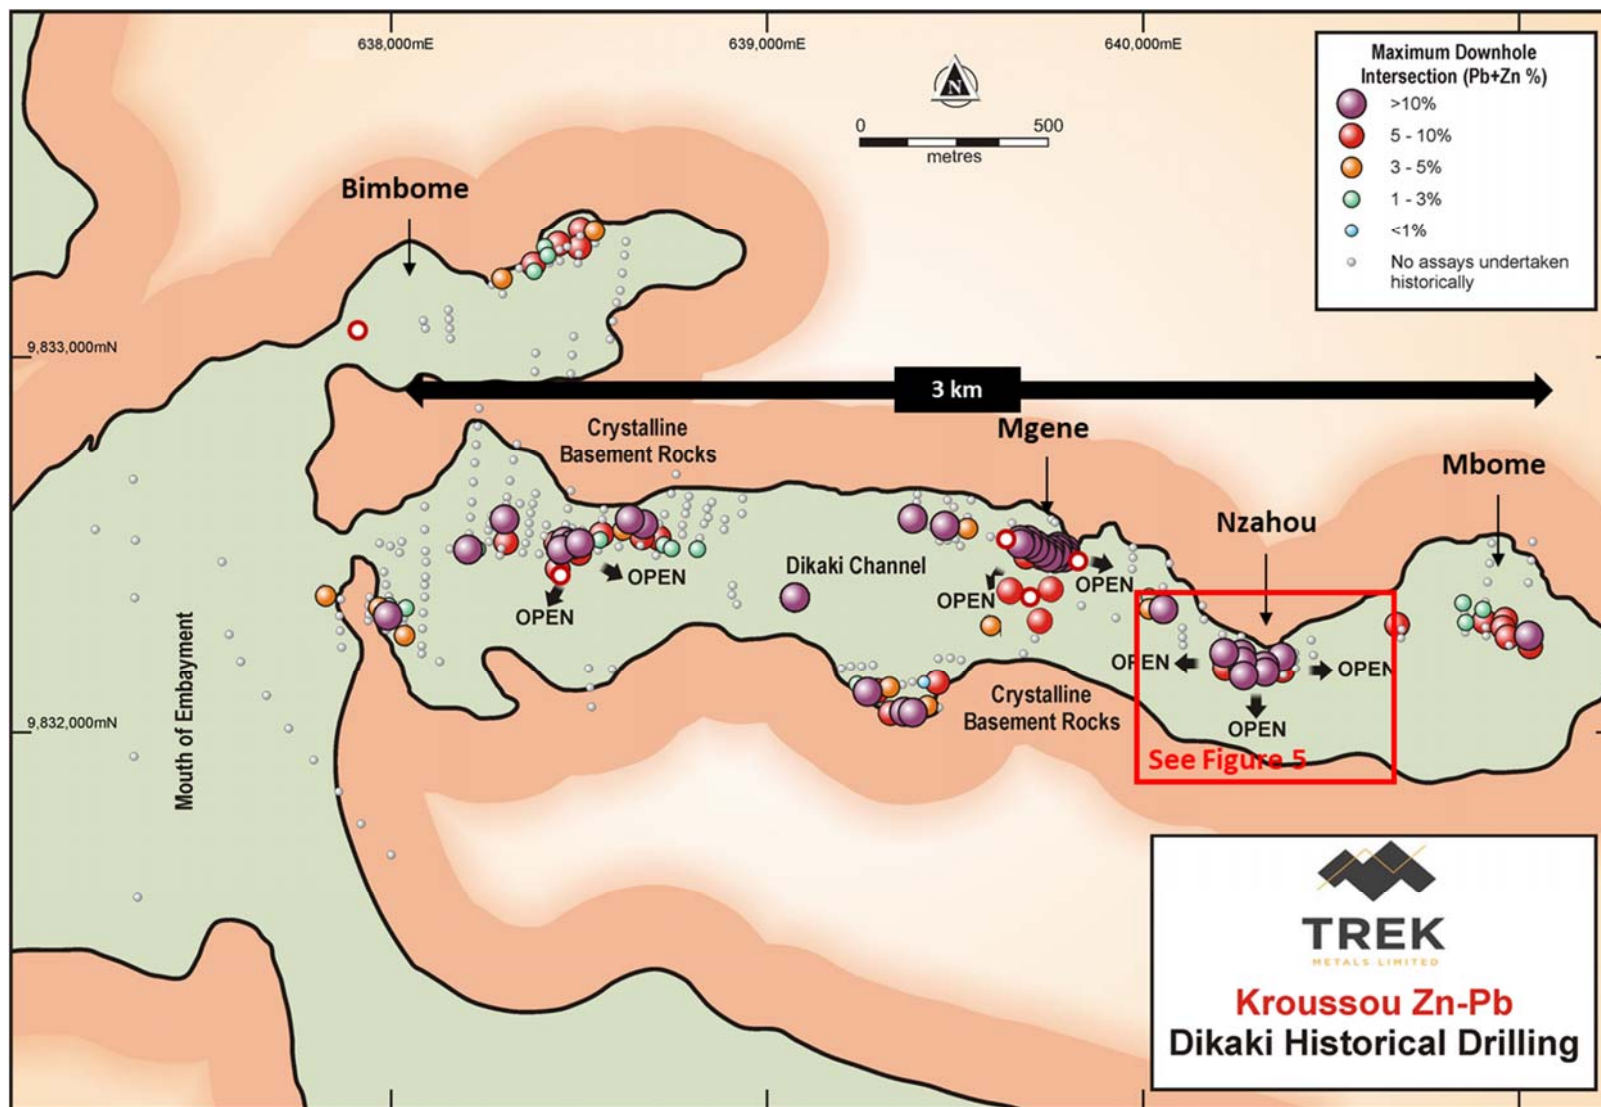 638,000mE
639,000mE
640,000mE
N
0
500
metres
Maximum Downhole
Intersection (Pb+Zn %)
>10%
5 - 10%
3 - 5%
1 - 3%
<1%
No assays undertaken
historically
Bimbome
9,833,000mN
3 km
Crystalline
Basement Rocks
Mgene
Mbome
Nzahou
Dikaki Channel
OPEN
OPEN
OPEN
OPEN
OPEN
OPEN
OPEN
Mouth of Embayment
Crystalline
Basement Rocks
9,832,000mN
See Figure 5
TREK
METALS LIMITED
Kroussou Zn-Pb
Dikaki Historical Drilling